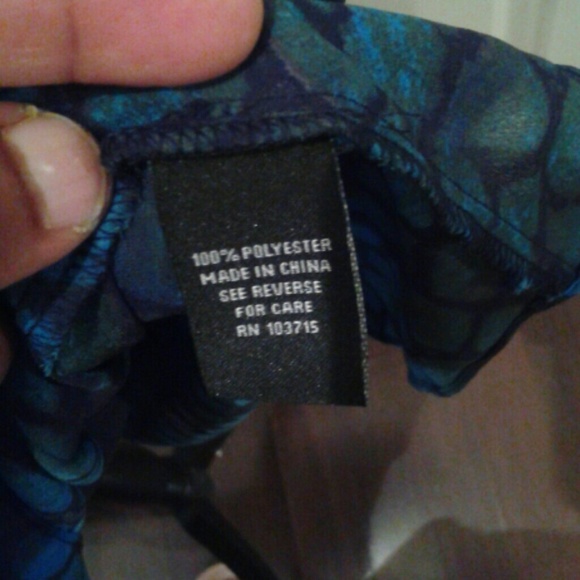 100% POLYESTER
MADE IN CHINA
SEE REVERSE
FOR CARE
RN 103715